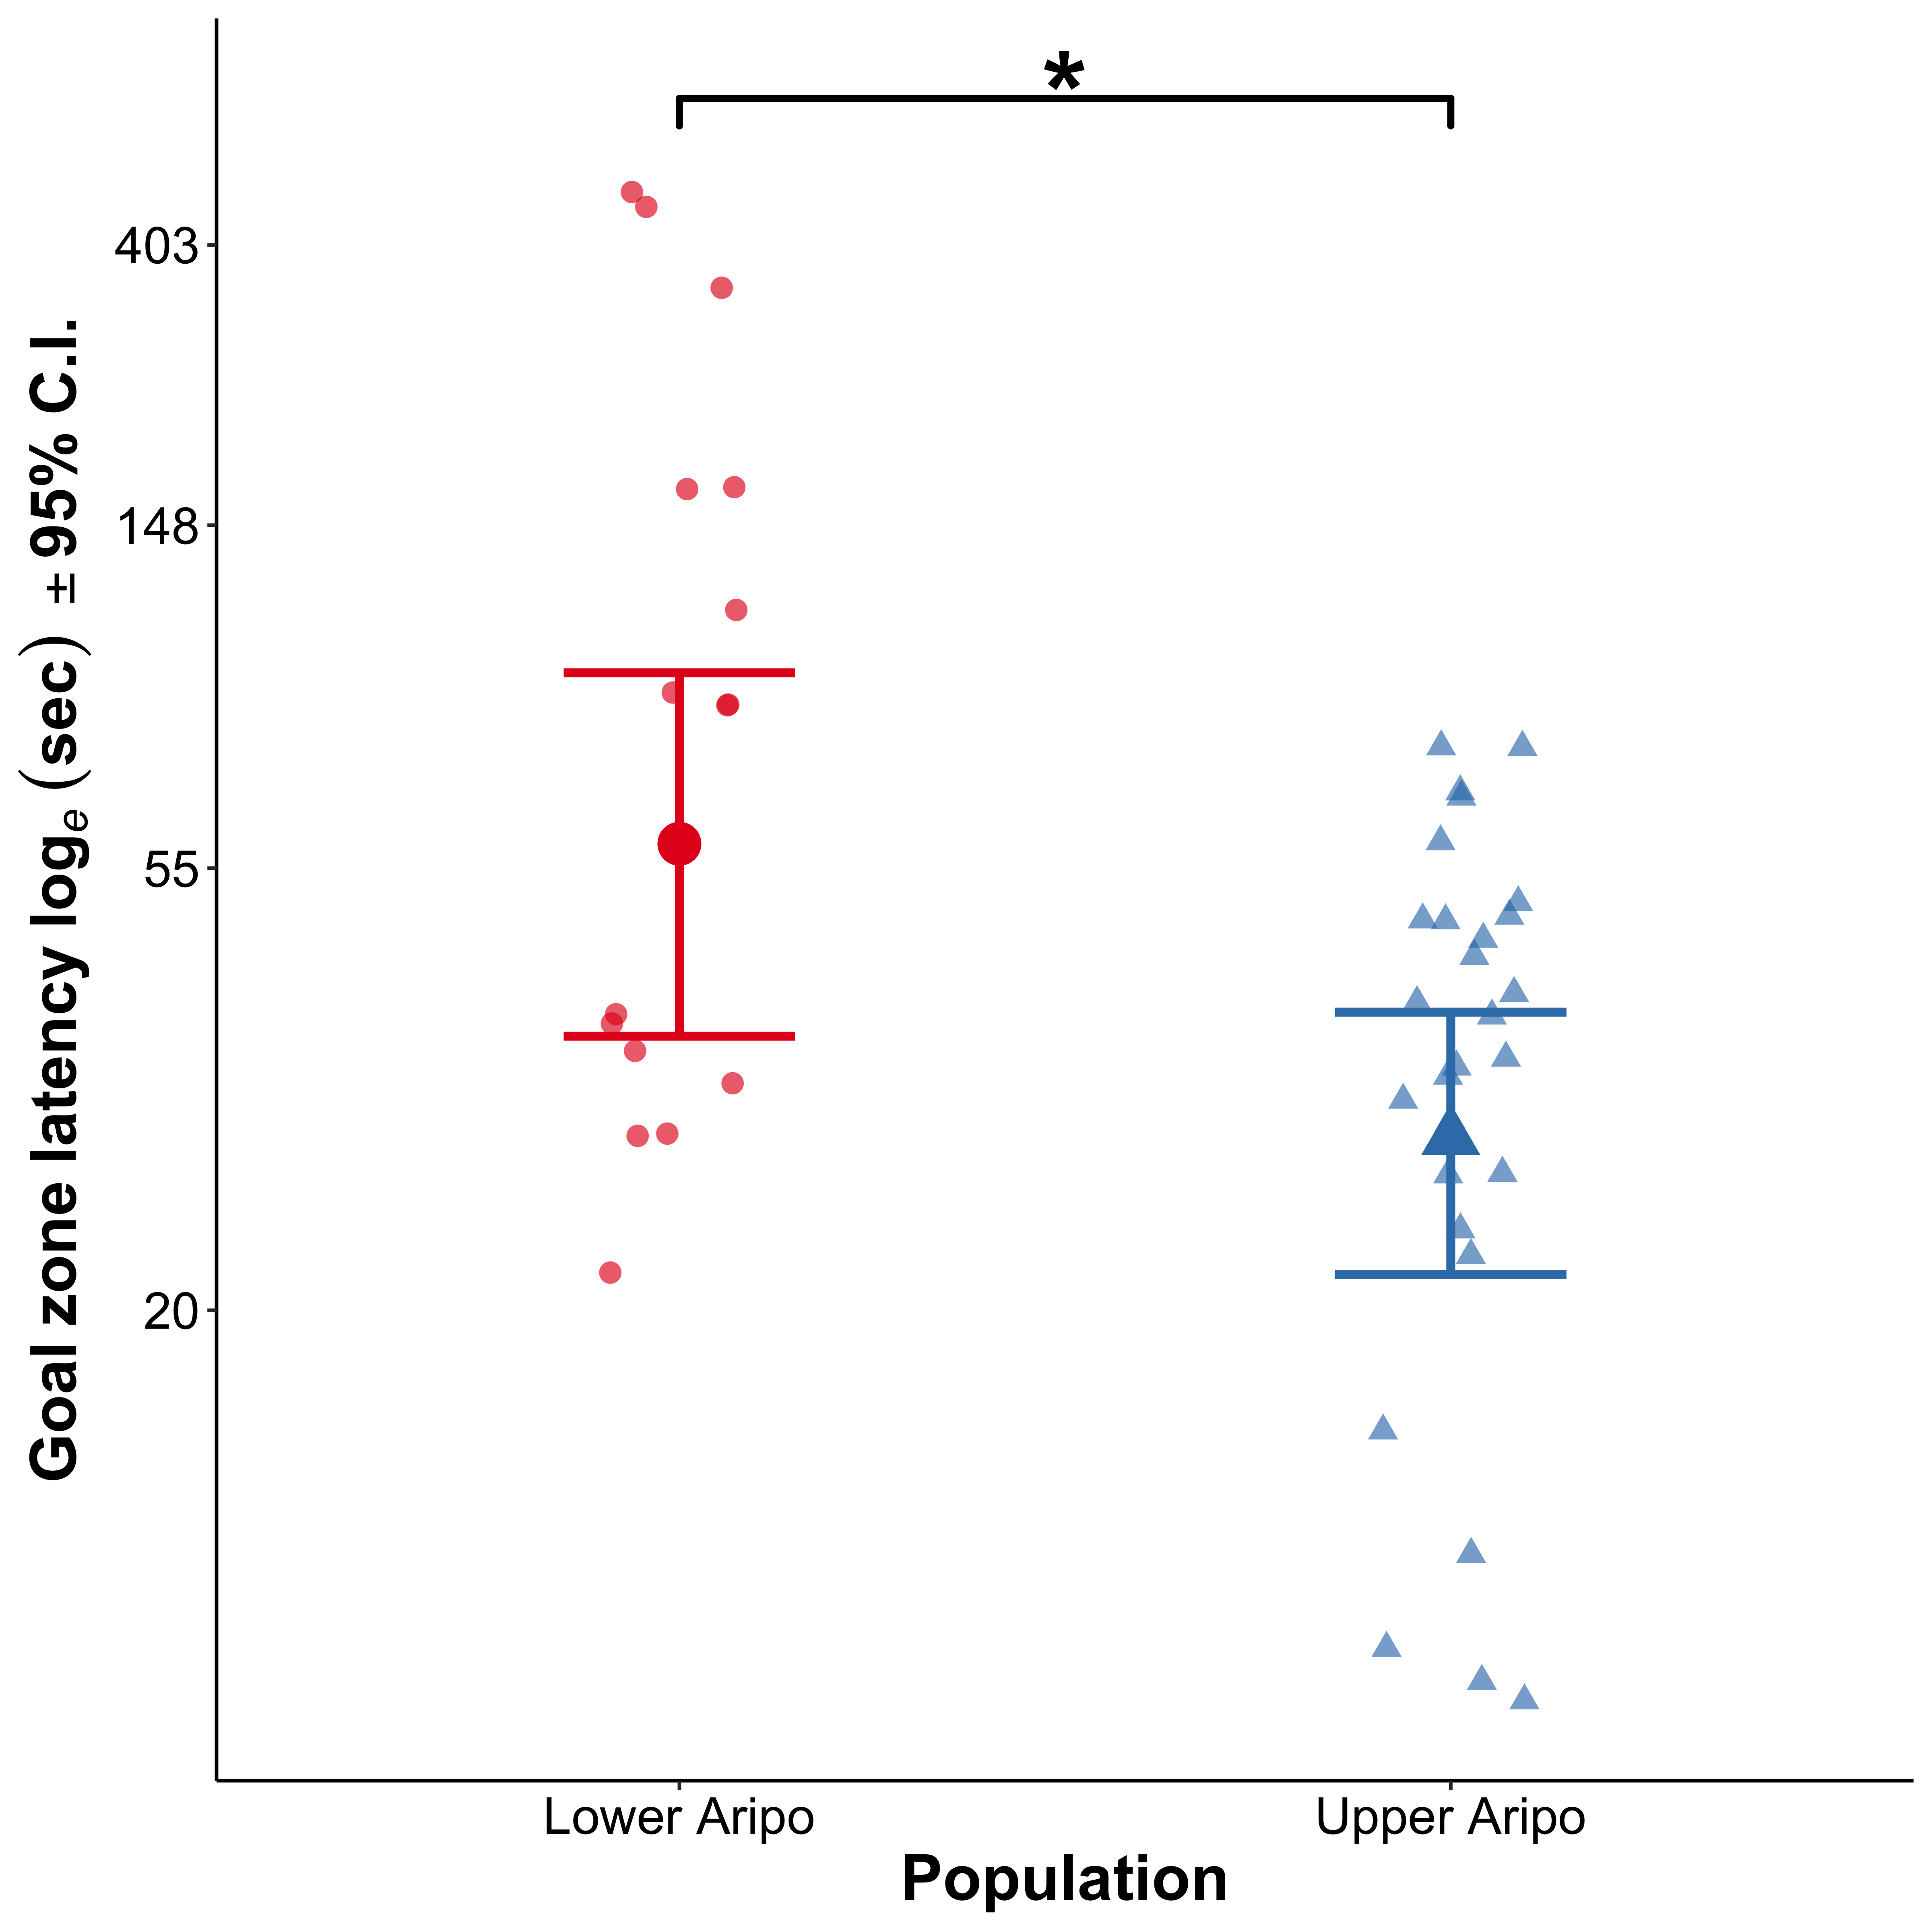 *
403
148
55
20
Goal zone latency logₑ (sec) ± 95% C.I.
Lower Aripo
Upper Aripo
Population